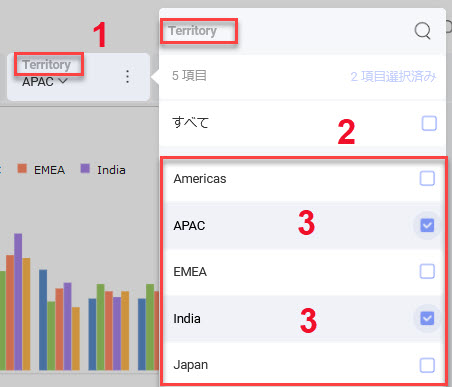 1
Territory
APAC
EMEA
India
Territory
5 項目
2 項目選択済み
すべて
2
Americas
APAC
3
EMEA
India
3
Japan